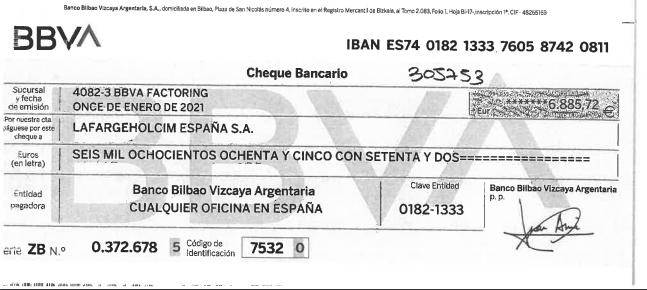 Banco Bilbao Vizcaya Argentaria, S.A., domiciliada en Bilbao, Plaza de San Nicolás número 4, inscrita en el Registro Mercantil de Bizkaia, al Tomo 2.083, Folio 1, Hoja BI-17-, inscripción 1ª. CIF - 48265169
BBVA
IBAN ES74 0182 1333 7605 8742 0811
Cheque Bancario 305753
Sucursal y fecha de emisión
4082-3 BBVA FACTORING
ONCE DE ENERO DE 2021
Eur *******6.885,72 €
Por nuestra cta páguese por este cheque a
LAFARGEHOLCIM ESPAÑA S.A.
Euros (en letra)
SEIS MIL OCHOCIENTOS OCHENTA Y CINCO CON SETENTA Y DOS=================
Entidad pagadora
Banco Bilbao Vizcaya Argentaria
CUALQUIER OFICINA EN ESPAÑA
Clave Entidad
0182-1333
Banco Bilbao Vizcaya Argentaria
p. p.
erie ZB N.º 0.372.678 5 Código de Identificación 7532 0
BBVA